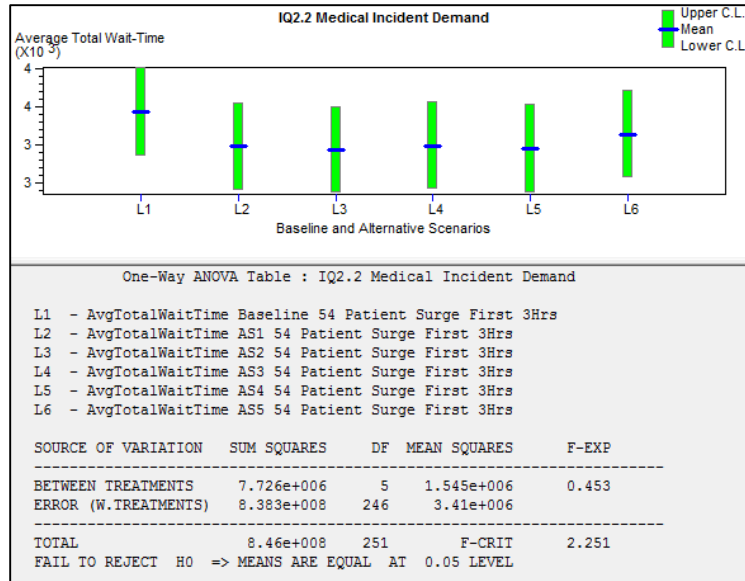 IQ2.2 Medical Incident Demand
Upper C.L.
Mean
Lower C.L
Average Total Wait-Time
(X10 3)
4
4
3
3
L1 L2 L3 L4 L5 L6
Baseline and Alternative Scenarios
One-Way ANOVA Table : IQ2.2 Medical Incident Demand
L1 - AvgTotalWaitTime Baseline 54 Patient Surge First 3Hrs
L2 - AvgTotalWaitTime AS1 54 Patient Surge First 3Hrs
L3 - AvgTotalWaitTime AS2 54 Patient Surge First 3Hrs
L4 - AvgTotalWaitTime AS3 54 Patient Surge First 3Hrs
L5 - AvgTotalWaitTime AS4 54 Patient Surge First 3Hrs
L6 - AvgTotalWaitTime AS5 54 Patient Surge First 3Hrs
SOURCE OF VARIATION SUM SQUARES DF MEAN SQUARES F-EXP
BETWEEN TREATMENTS 7.726e+006 5 1.545e+006 0.453
ERROR (W.TREATMENTS) 8.383e+008 246 3.41e+006
TOTAL 8.46e+008 251 F-CRIT 2.251
FAIL TO REJECT H0 => MEANS ARE EQUAL AT 0.05 LEVEL